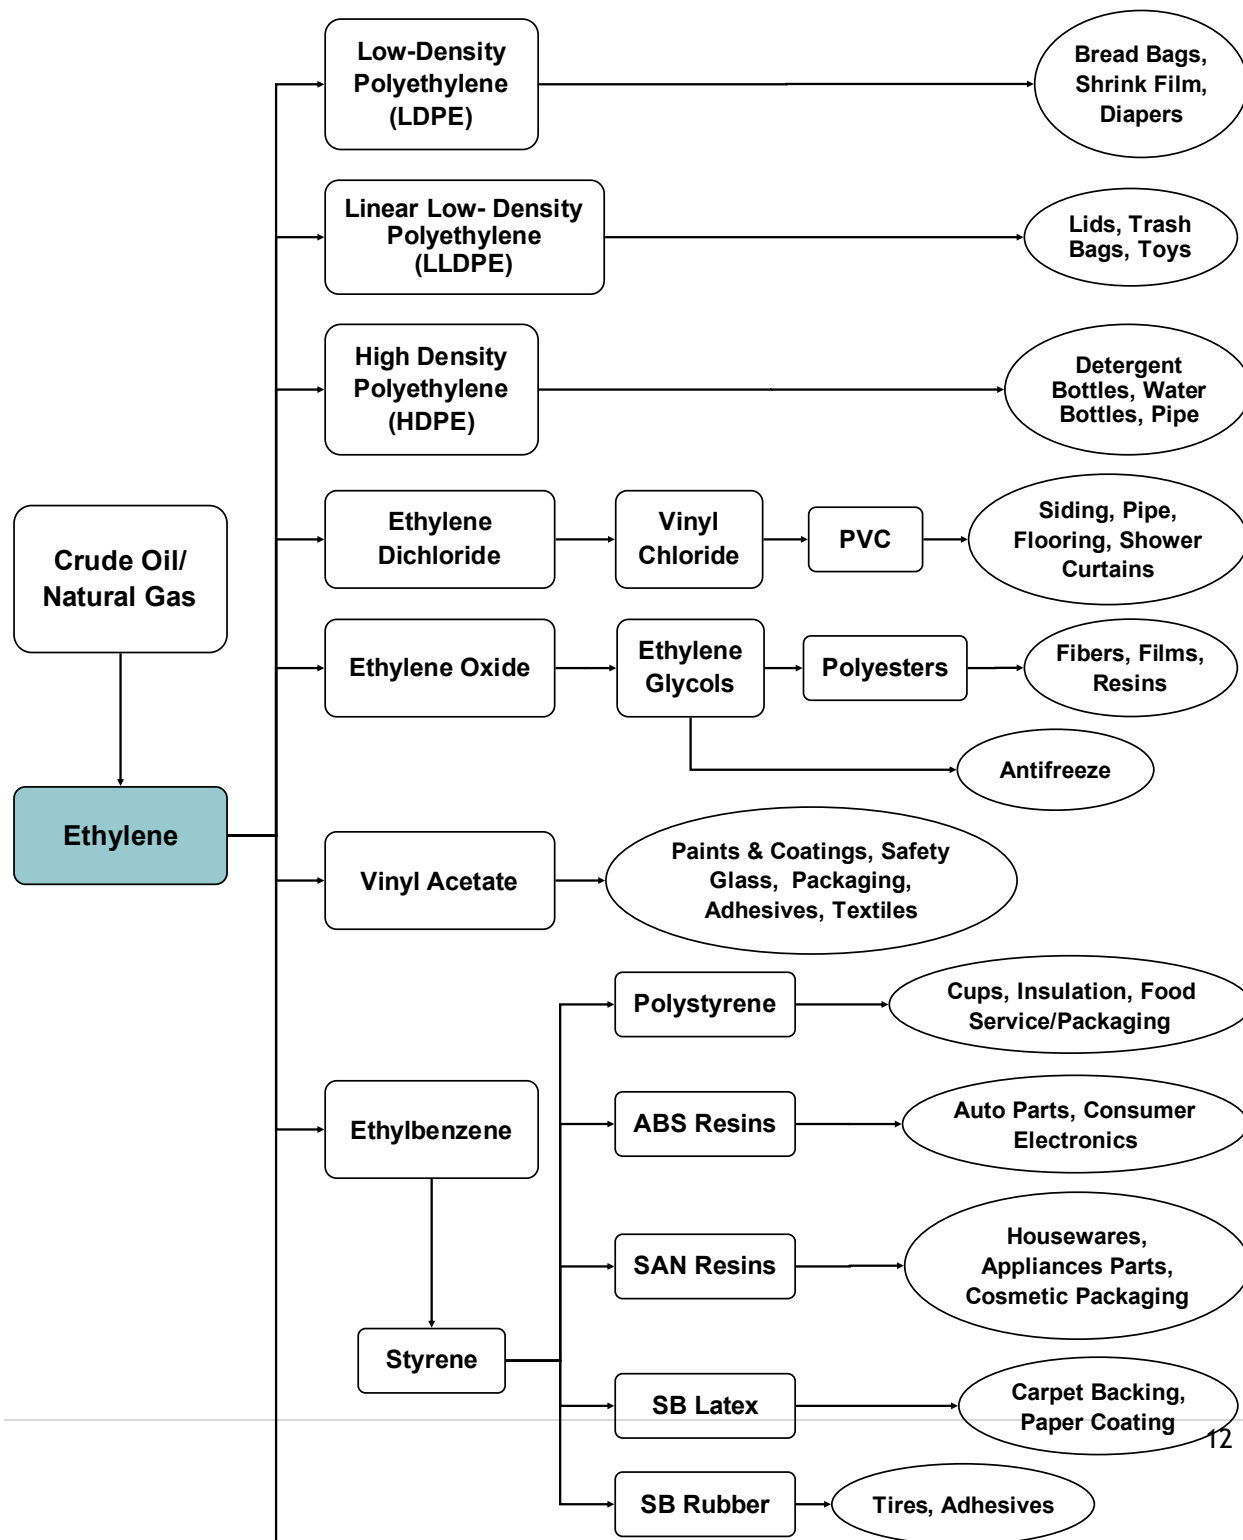 Low-Density
Polyethylene
(LDPE)
Bread Bags,
Shrink Film,
Diapers
Linear Low- Density
Polyethylene
(LLDPE)
Lids, Trash
Bags, Toys
High Density
Polyethylene
(HDPE)
Detergent
Bottles, Water
Bottles, Pipe
Crude Oil/
Natural Gas
Ethylene
Dichloride
Vinyl
Chloride
PVC
Siding, Pipe,
Flooring, Shower
Curtains
Ethylene Oxide
Ethylene
Glycols
Polyesters
Fibers, Films,
Resins
Antifreeze
Ethylene
Vinyl Acetate
Paints & Coatings, Safety
Glass, Packaging,
Adhesives, Textiles
Polystyrene
Cups, Insulation, Food
Service/Packaging
Ethylbenzene
ABS Resins
Auto Parts, Consumer
Electronics
SAN Resins
Housewares,
Appliances Parts,
Cosmetic Packaging
Styrene
SB Latex
Carpet Backing,
Paper Coating
12
SB Rubber
Tires, Adhesives